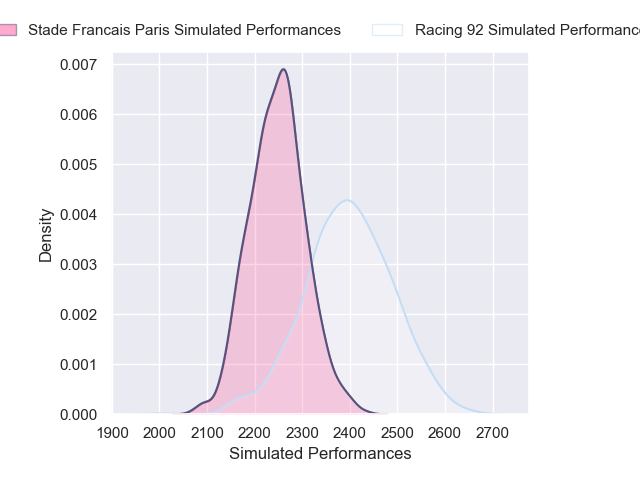 Stade Francais Paris Simulated Performances Racing 92 Simulated
0.007
0.006
0.005
0.004
0.003
0.002
0.001
0.000
Density
1900 2000 2100 2200 2300 2400 2500 2600 2700
Simulated Performances